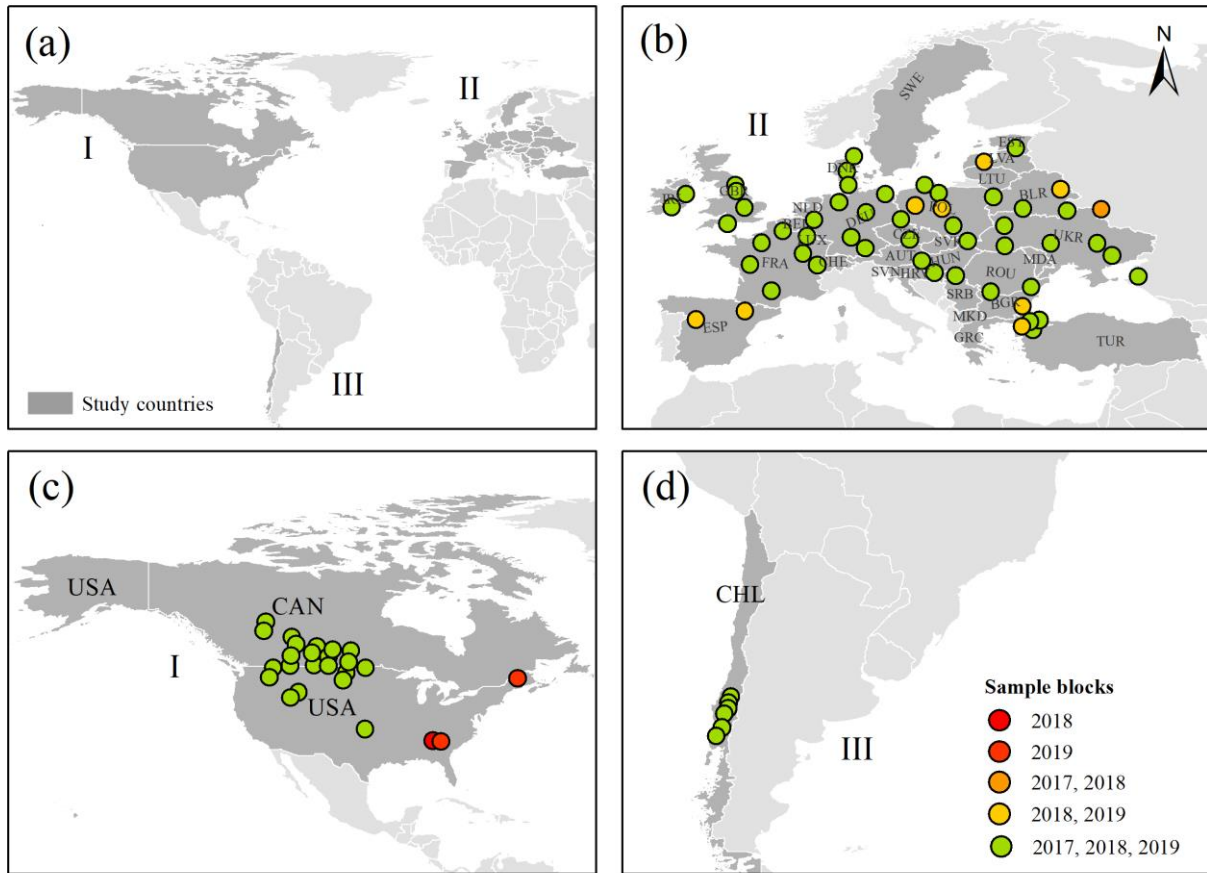 (a)
I
II
III
Study countries
(b)
N
II
SWE
EST
LVA
LTU
DNK
IRL
GBR
BLR
NLD
POL
BEL
DEU
LUX
CZE
UKR
SVK
FRA
CHE
AUT
HUN
MDA
SVN
HRV
ROU
SRB
BGR
ESP
MKD
GRC
TUR
(c)
USA
CAN
I
USA
(d)
CHL
III
Sample blocks
2018
2019
2017, 2018
2018, 2019
2017, 2018, 2019